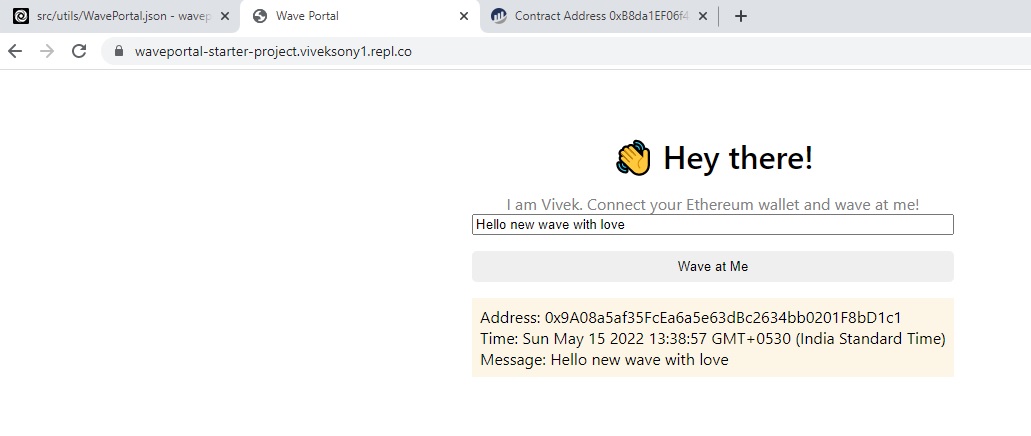 src/utils/WavePortal.json - wavep
Wave Portal
Contract Address 0xB8da1EF06f4
waveportal-starter-project.viveksony1.repl.co
👋 Hey there!
I am Vivek. Connect your Ethereum wallet and wave at me!
Hello new wave with love
Wave at Me
Address: 0x9A08a5af35FcEa6a5e63dBc2634bb0201F8bD1c1
Time: Sun May 15 2022 13:38:57 GMT+0530 (India Standard Time)
Message: Hello new wave with love